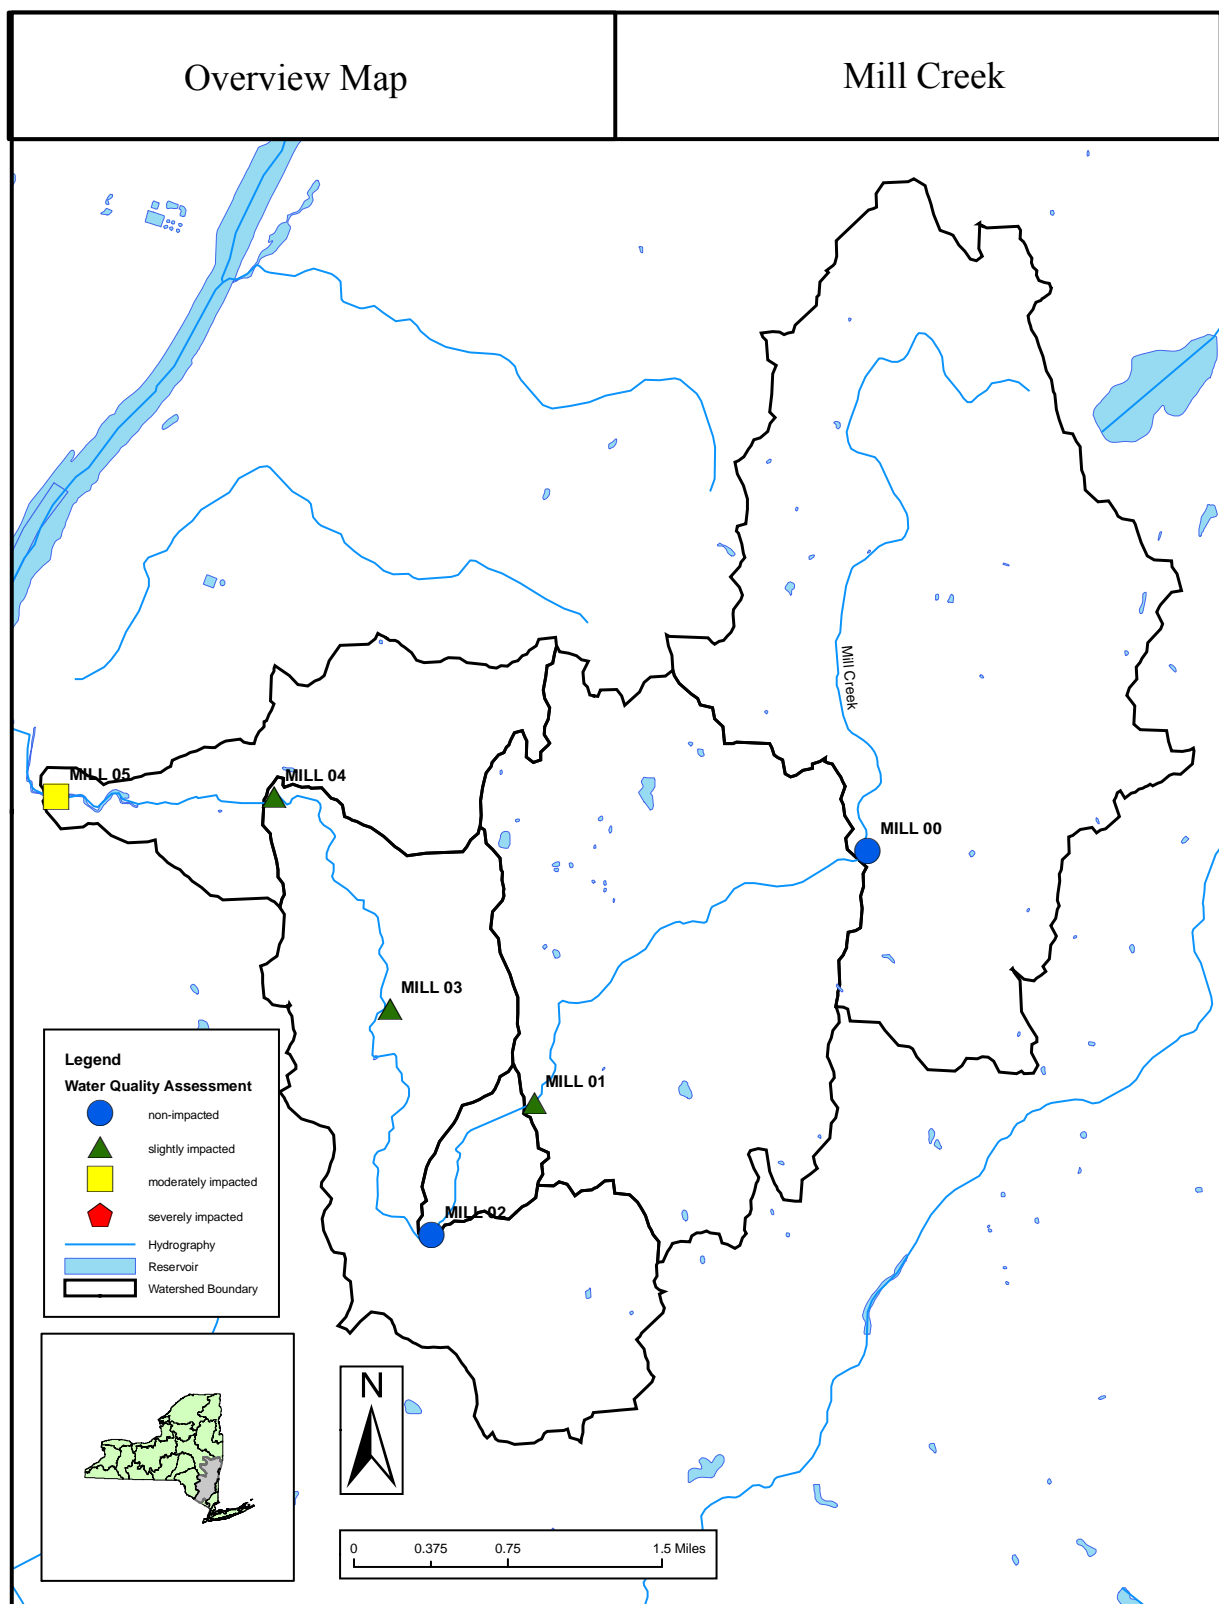 Overview Map
Mill Creek
Mill Creek
MILL 05
MILL 04
MILL 00
MILL 03
MILL 01
MILL 02
Legend
Water Quality Assessment
non-impacted
slightly impacted
moderately impacted
severely impacted
Hydrography
Reservoir
Watershed Boundary
N
0 0.375 0.75 1.5 Miles